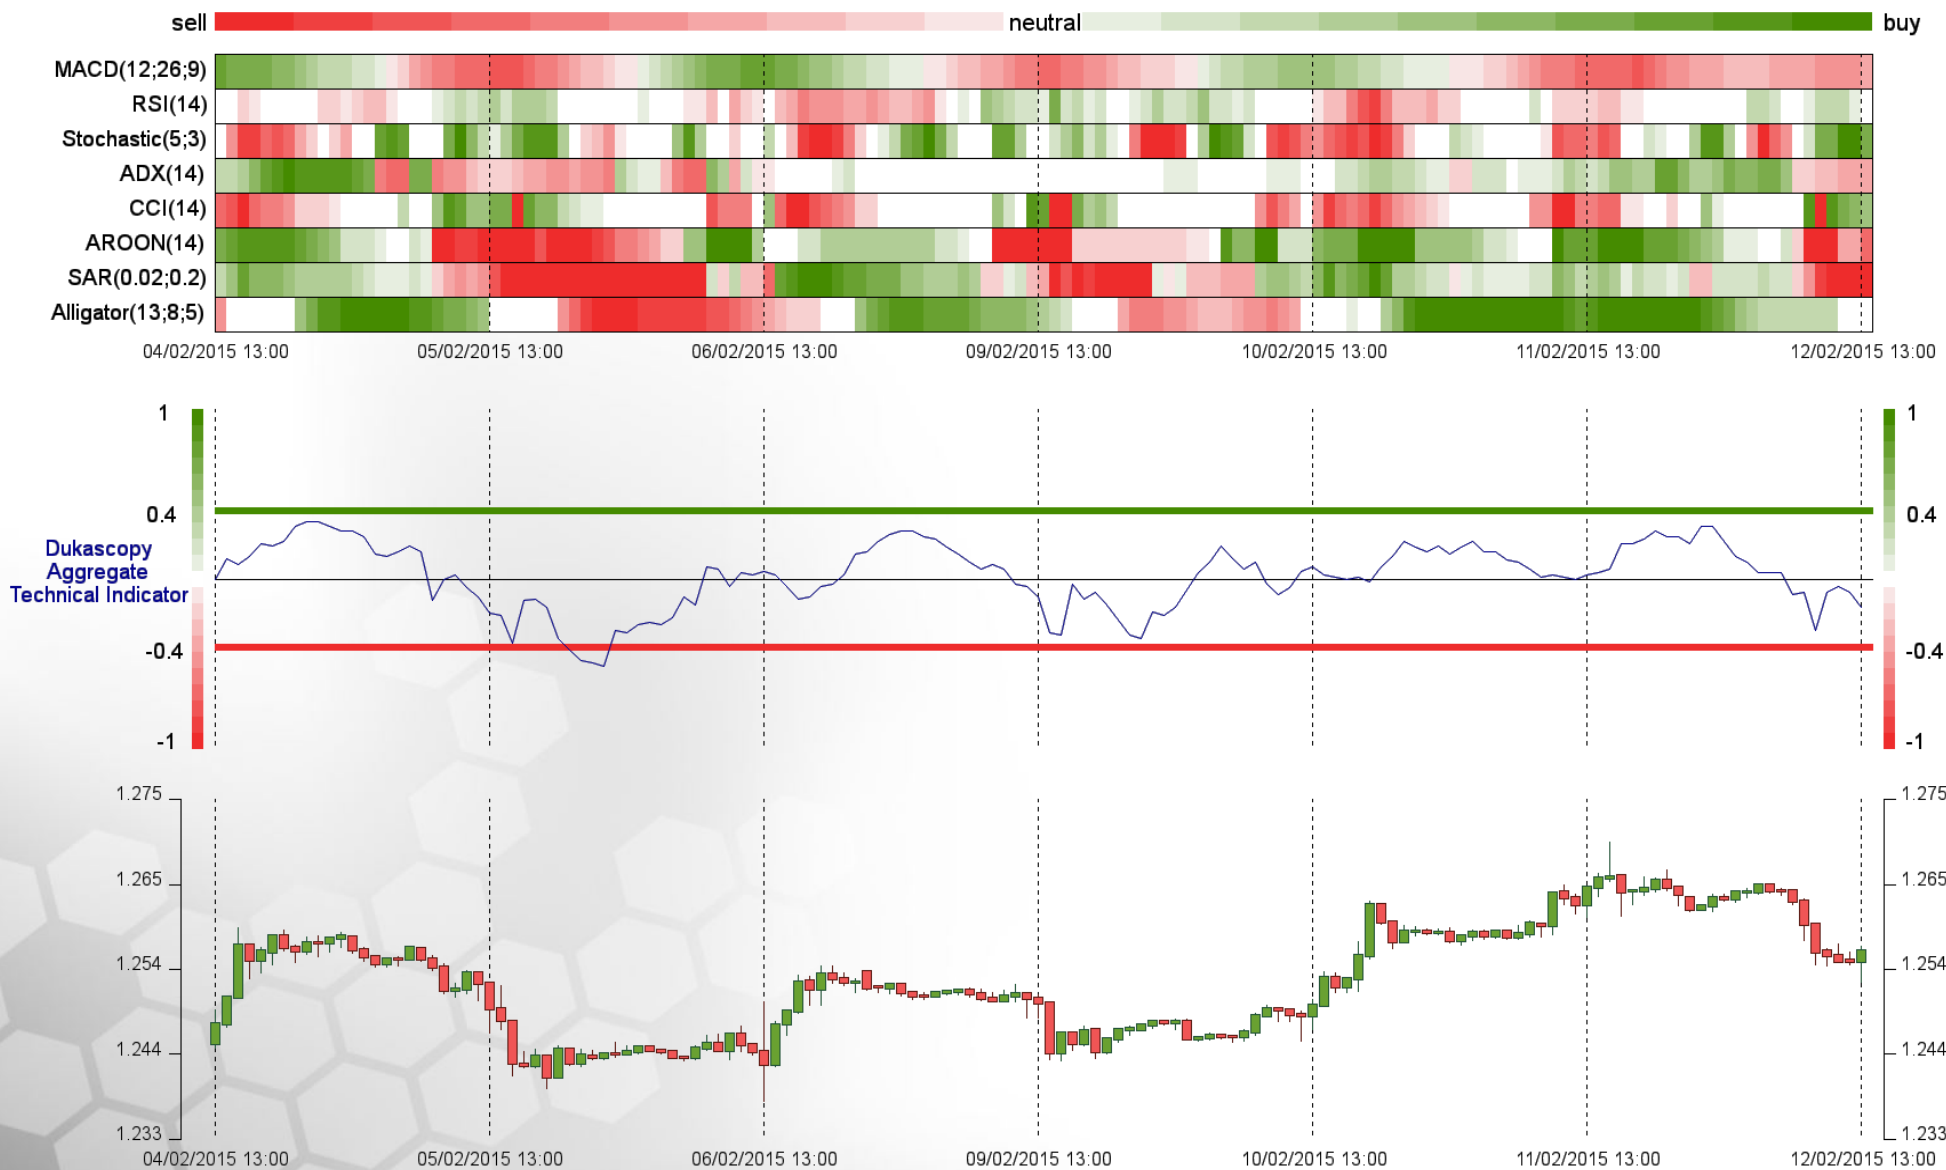 sell neutral buy
MACD(12;26;9)
RSI(14)
Stochastic(5;3)
ADX(14)
CCI(14)
AROON(14)
SAR(0.02;0.2)
Alligator(13;8;5)
04/02/2015 13:00 05/02/2015 13:00 06/02/2015 13:00 09/02/2015 13:00 10/02/2015 13:00 11/02/2015 13:00 12/02/2015 13:00
1 1
0.4 0.4
Dukascopy
Aggregate
Technical Indicator
-0.4 -0.4
-1 -1
1.275 1.275
1.265 1.265
1.254 1.254
1.244 1.244
1.233 1.233
04/02/2015 13:00 05/02/2015 13:00 06/02/2015 13:00 09/02/2015 13:00 10/02/2015 13:00 11/02/2015 13:00 12/02/2015 13:00